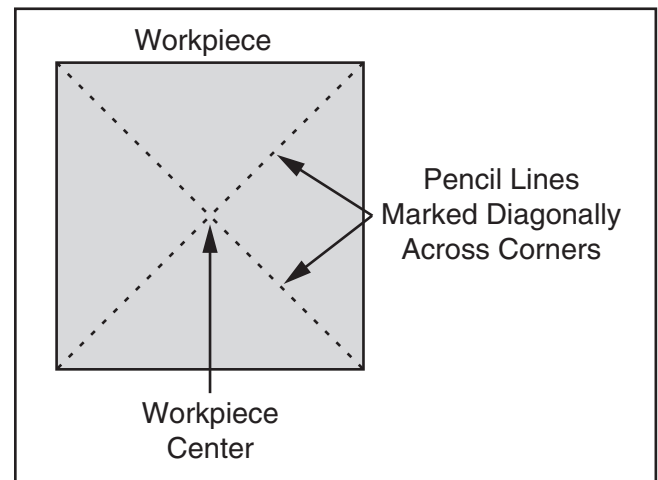 Workpiece
Pencil Lines
Marked Diagonally
Across Corners
Workpiece
Center